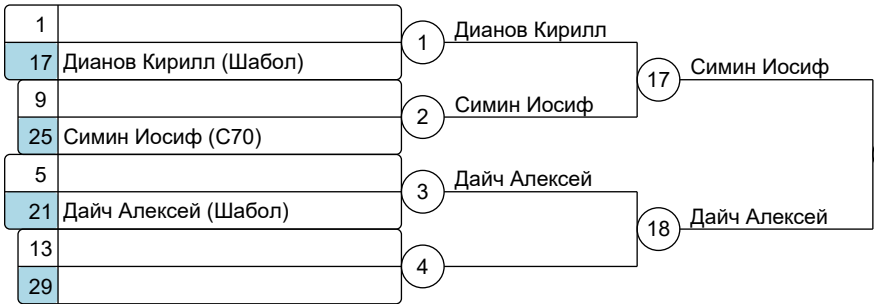 1
17 Дианов Кирилл (Шабол)
9
25 Симин Иосиф (С70)
5
21 Дайч Алексей (Шабол)
13
29
1 Дианов Кирилл
2 Симин Иосиф
3 Дайч Алексей
4
17 Симин Иосиф
18 Дайч Алексей